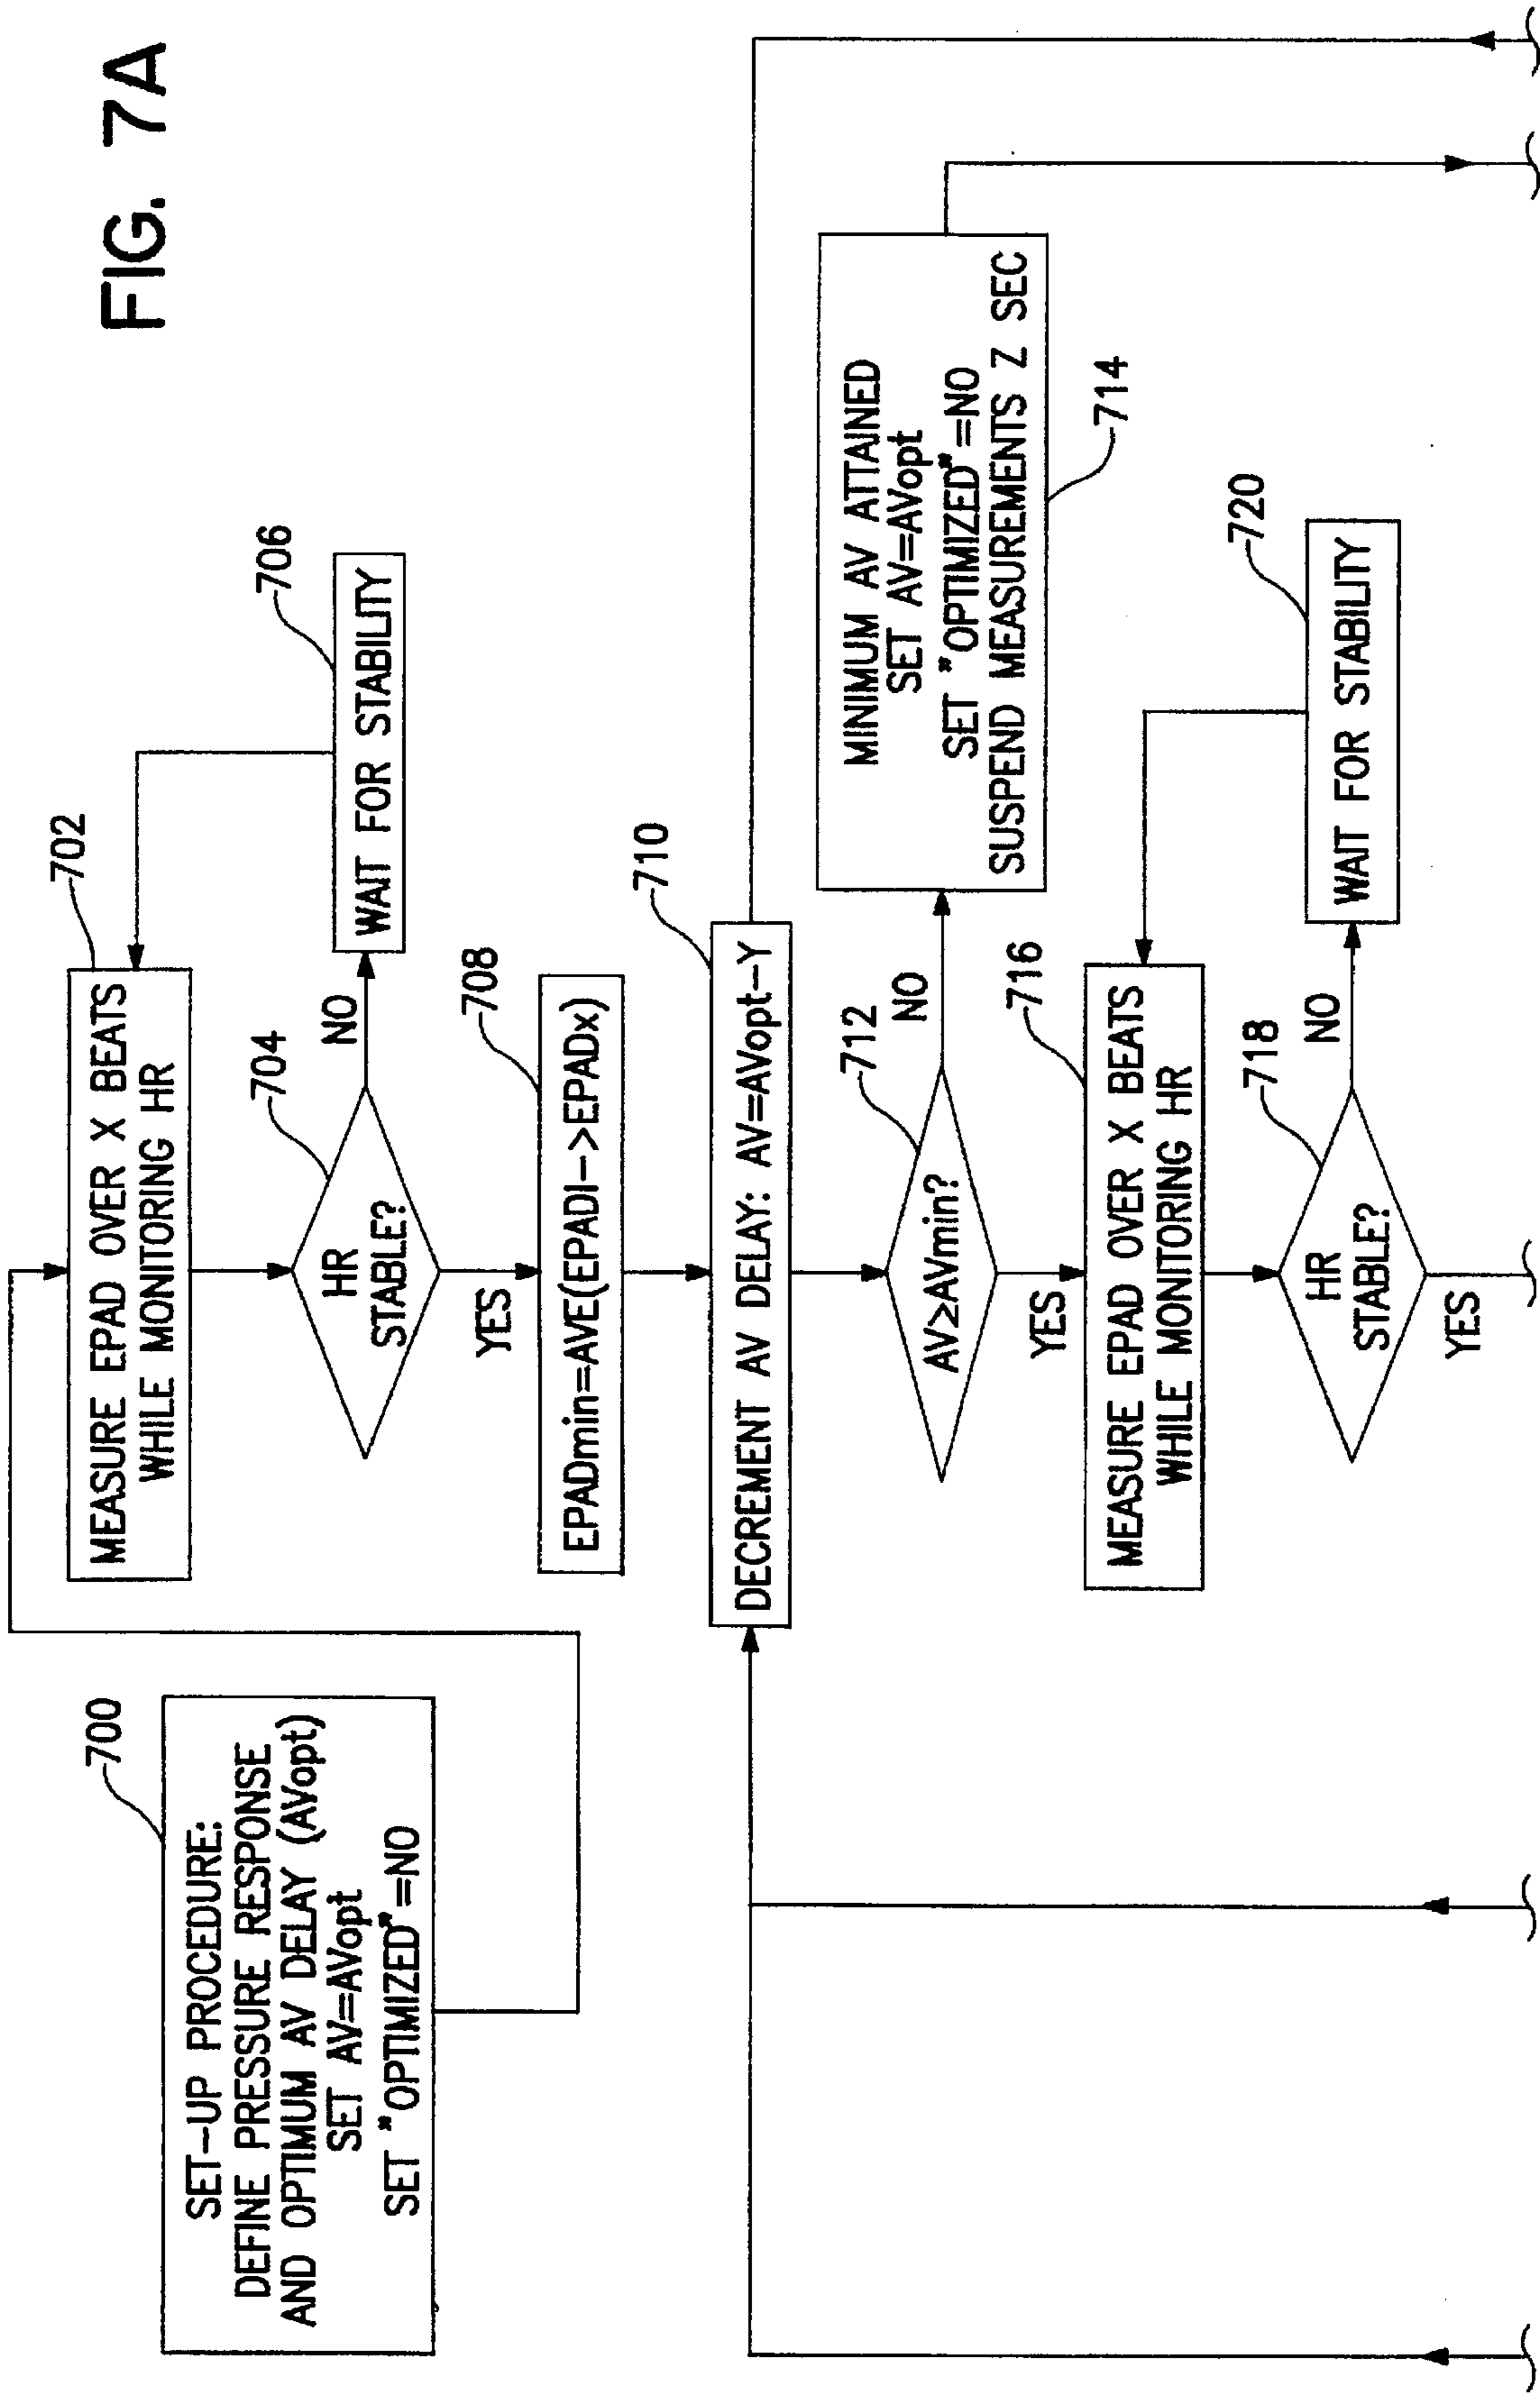 FIG. 7A
700
SET-UP PROCEDURE:
DEFINE PRESSURE RESPONSE
AND OPTIMUM AV DELAY (AVopt)
SET AV=AVopt
SET "OPTIMIZED"=NO
702
MEASURE EPAD OVER X BEATS
WHILE MONITORING HR
704
HR
STABLE?
NO
706
WAIT FOR STABILITY
YES
708
EPADmin=AVE(EPADI->EPADx)
710
DECREMENT AV DELAY: AV=AVopt-Y
712
AV≥AVmin?
NO
MINIMUM AV ATTAINED
SET AV=AVopt
SET "OPTIMIZED"=NO
SUSPEND MEASUREMENTS Z SEC
714
YES
716
MEASURE EPAD OVER X BEATS
WHILE MONITORING HR
718
HR
STABLE?
NO
720
WAIT FOR STABILITY
YES